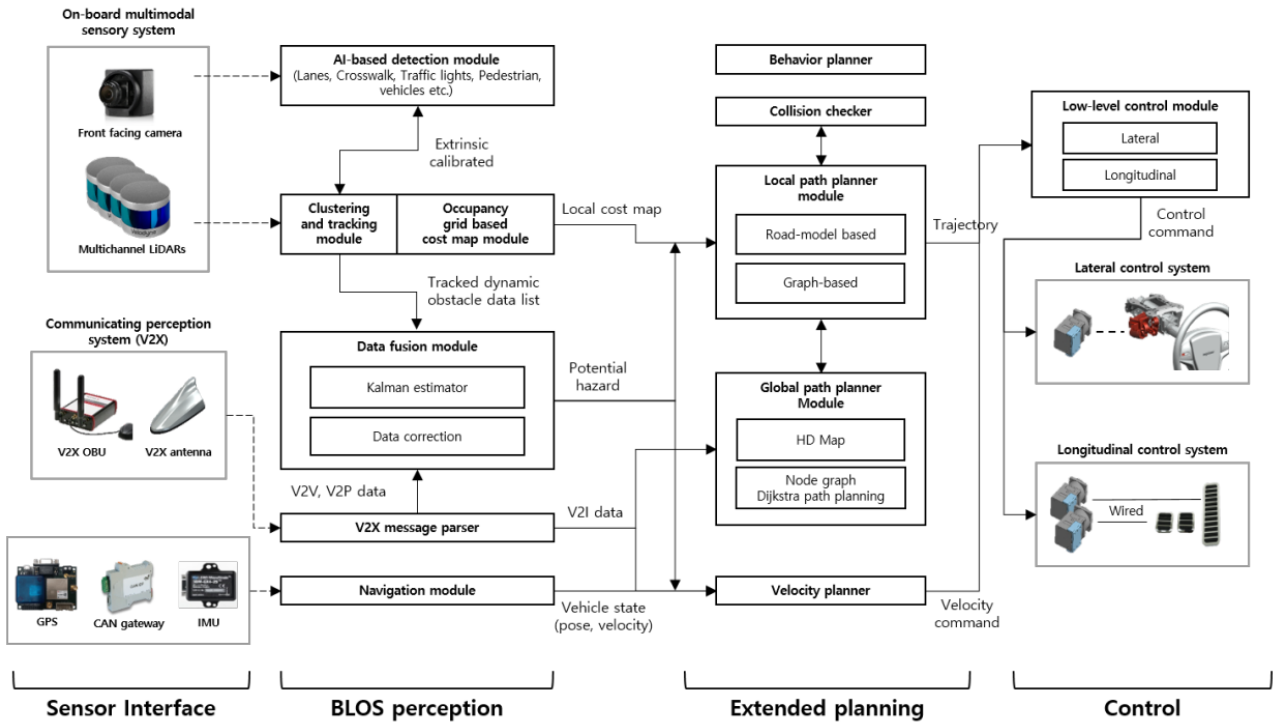 On-board multimodal
sensory system
Front facing camera
Multichannel LiDARs
Communicating perception
system (V2X)
V2X OBU
V2X antenna
GPS
CAN gateway
IMU
Sensor Interface
AI-based detection module
(Lanes, Crosswalk, Traffic lights, Pedestrian,
vehicles etc.)
Extrinsic
calibrated
Clustering
and tracking
module
Occupancy
grid based
cost map module
Local cost map
Tracked dynamic
obstacle data list
Data fusion module
Kalman estimator
Data correction
Potential
hazard
V2V, V2P data
V2X message parser
V2I data
Navigation module
Vehicle state
(pose, velocity)
BLOS perception
Behavior planner
Collision checker
Local path planner
module
Road-model based
Graph-based
Trajectory
Global path planner
Module
HD Map
Node graph
Dijkstra path planning
Velocity planner
Velocity
command
Extended planning
Low-level control module
Lateral
Longitudinal
Control
command
Lateral control system
Longitudinal control system
Wired
Control